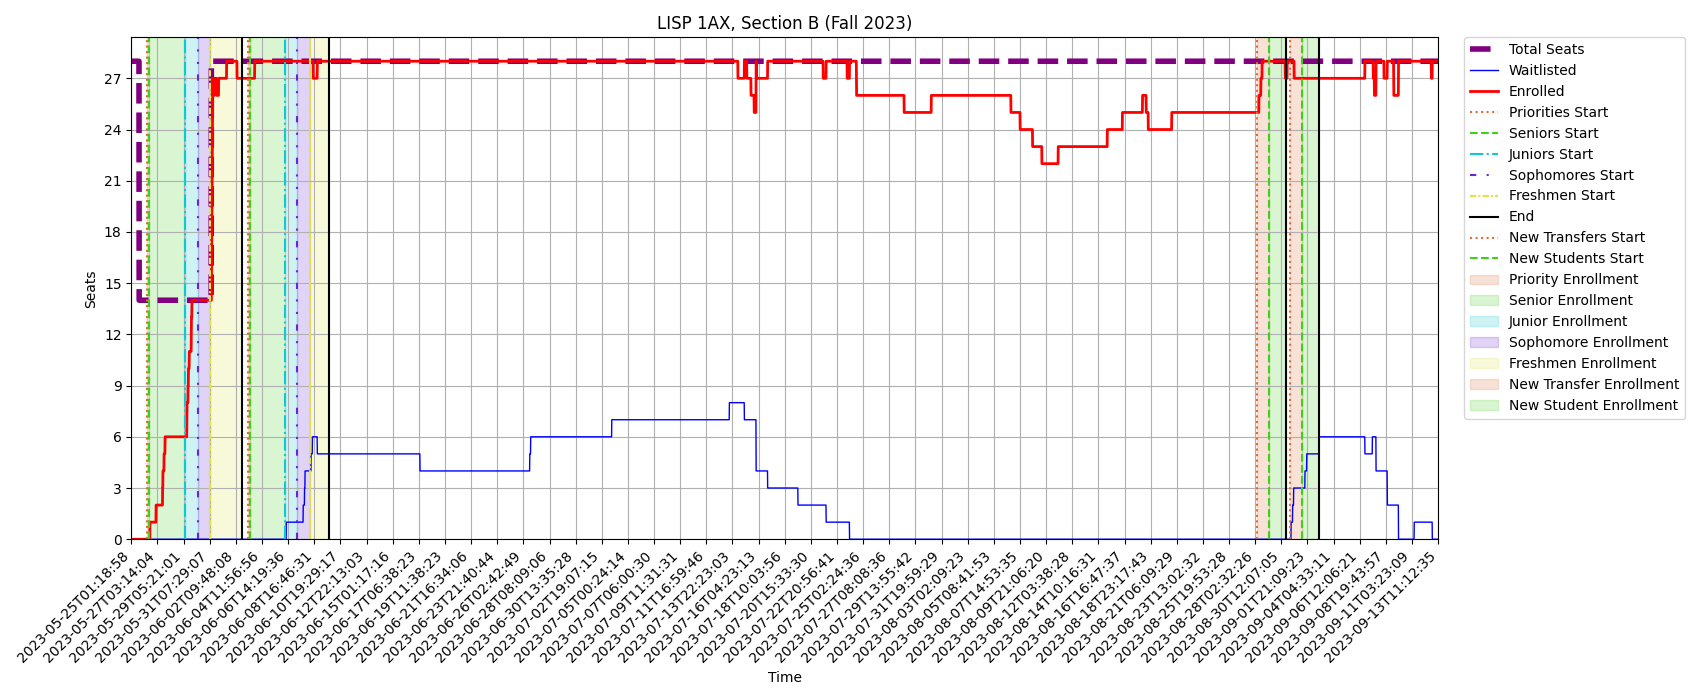 LISP 1AX, Section B (Fall 2023)
Seats
27
24
21
18
15
12
9
6
3
0
2023-05-25T01:18:58
2023-05-27T03:14:04
2023-05-29T05:21:01
2023-05-31T07:29:07
2023-06-02T09:48:08
2023-06-04T11:56:56
2023-06-06T14:19:36
2023-06-08T16:46:31
2023-06-10T19:29:17
2023-06-12T22:13:03
2023-06-15T01:17:16
2023-06-17T06:38:23
2023-06-19T11:38:23
2023-06-21T16:34:06
2023-06-23T21:40:44
2023-06-26T02:42:49
2023-06-28T08:09:06
2023-06-30T13:35:28
2023-07-02T19:07:15
2023-07-05T00:24:14
2023-07-07T06:00:30
2023-07-09T11:31:31
2023-07-11T16:59:46
2023-07-13T22:23:03
2023-07-16T04:23:13
2023-07-18T10:03:56
2023-07-20T15:33:30
2023-07-22T20:56:41
2023-07-25T02:24:36
2023-07-27T08:08:36
2023-07-29T13:55:42
2023-07-31T19:59:29
2023-08-03T02:09:23
2023-08-05T08:41:53
2023-08-07T14:53:35
2023-08-09T21:06:20
2023-08-12T03:38:28
2023-08-14T10:16:31
2023-08-16T16:47:37
2023-08-18T23:17:43
2023-08-21T06:09:29
2023-08-23T13:02:32
2023-08-25T19:53:28
2023-08-28T02:32:26
2023-08-30T12:07:05
2023-09-01T21:09:23
2023-09-04T04:33:11
2023-09-06T12:06:21
2023-09-08T19:43:57
2023-09-11T03:23:09
2023-09-13T11:12:35
Time
Total Seats
Waitlisted
Enrolled
Priorities Start
Seniors Start
Juniors Start
Sophomores Start
Freshmen Start
End
New Transfers Start
New Students Start
Priority Enrollment
Senior Enrollment
Junior Enrollment
Sophomore Enrollment
Freshmen Enrollment
New Transfer Enrollment
New Student Enrollment